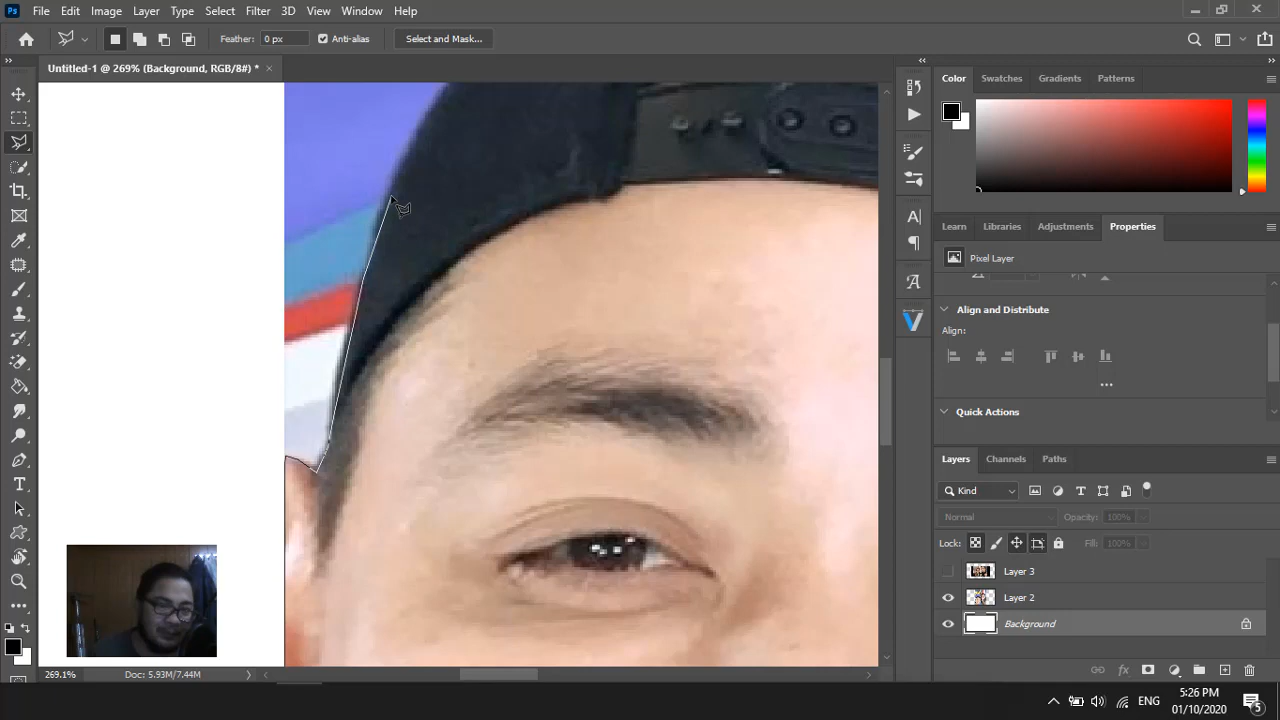 Ps File Edit Image Layer Type Select Filter 3D View Window Help
Feather: 0 px Anti-alias Select and Mask...
Untitled-1 @ 269% (Background, RGB/8#) * ×
Color Swatches Gradients Patterns
Learn Libraries Adjustments Properties
Pixel Layer
Align and Distribute
Align:
Quick Actions
Layers Channels Paths
Kind
Normal Opacity: 100%
Lock: Fill: 100%
Layer 3
Layer 2
Background
269.1% Doc: 5.93M/7.44M
ENG
5:26 PM
01/10/2020
5